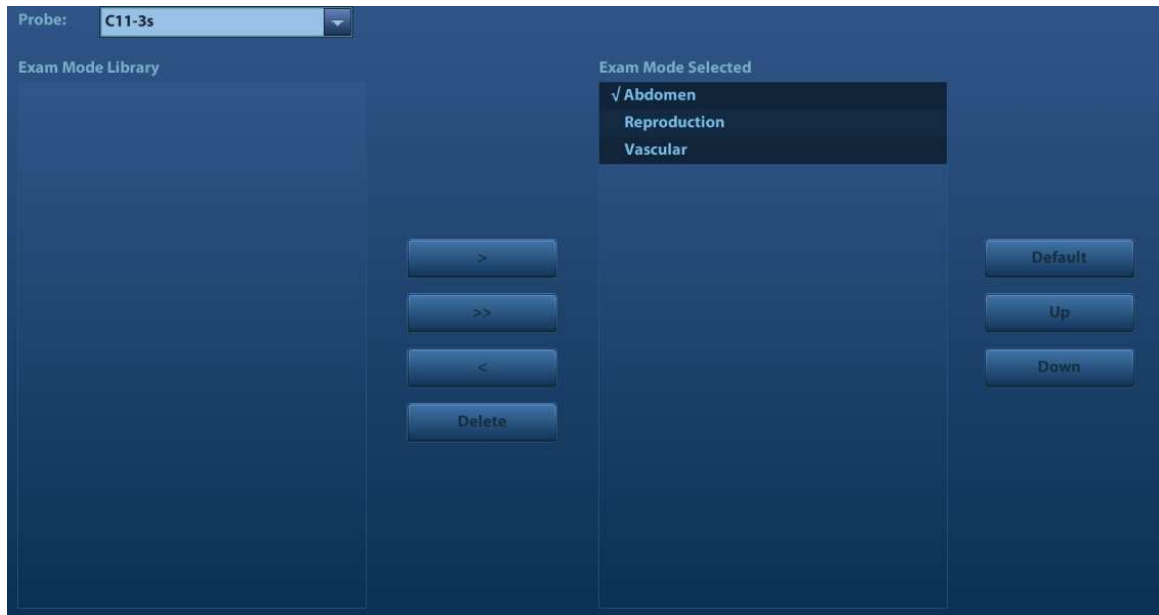 Probe: C11-3s
Exam Mode Library
Exam Mode Selected
√ Abdomen
Reproduction
Vascular
>
>>
<
Delete
Default
Up
Down